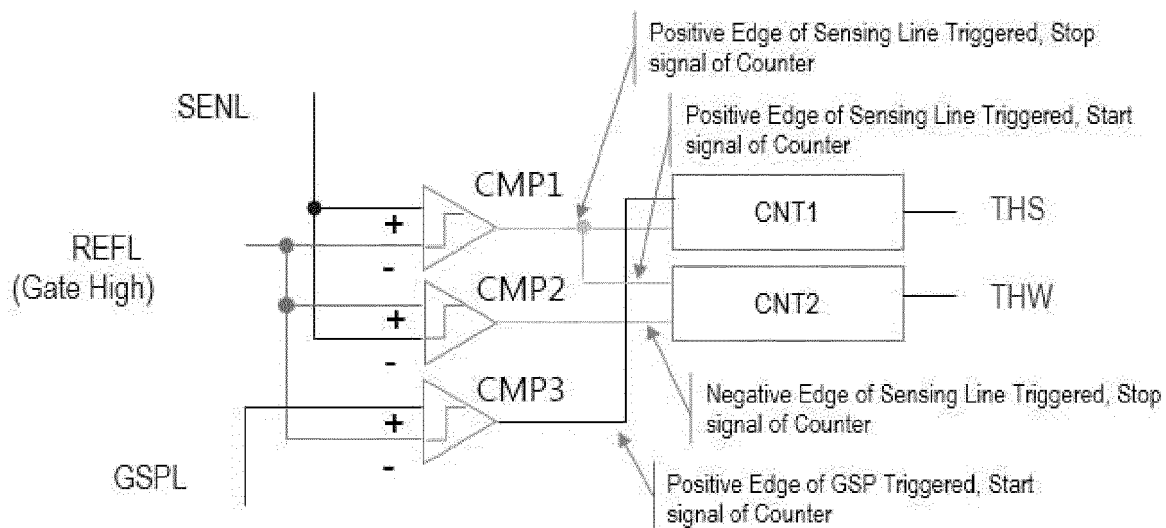 Positive Edge of Sensing Line Triggered, Stop
signal of Counter
SENL
Positive Edge of Sensing Line Triggered, Start
signal of Counter
CMP1
+
-
CNT1
THS
REFL
(Gate High)
CMP2
+
-
CNT2
THW
CMP3
+
-
Negative Edge of Sensing Line Triggered, Stop
signal of Counter
GSPL
Positive Edge of GSP Triggered, Start
signal of Counter